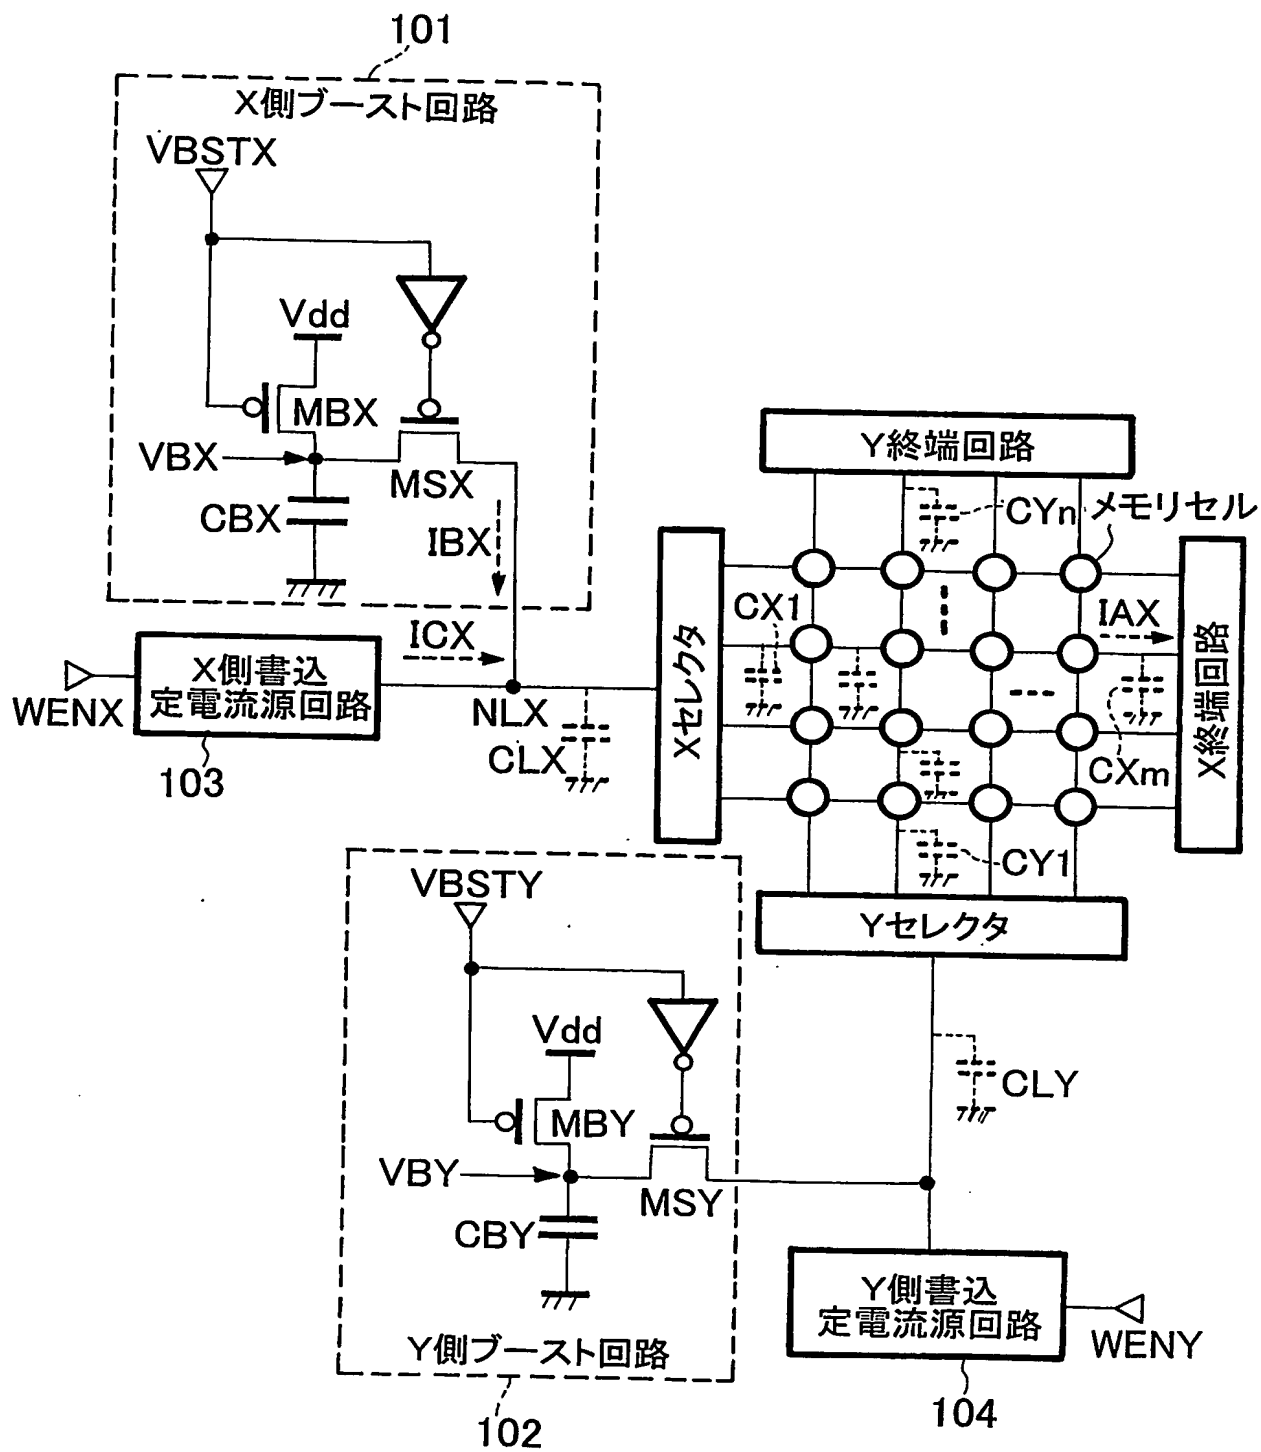 101
X側ブースト回路
VBSTX
Vdd
MBX
VBX
MSX
CBX
IBX
ICX
X側書込
定電流源回路
WENX
103
NLX
CLX
Xセレクタ
Y終端回路
CYn
メモリセル
CX1
IAX
CXm
X終端回路
CY1
Yセレクタ
VBSTY
Vdd
MBY
VBY
MSY
CBY
Y側ブースト回路
102
CLY
Y側書込
定電流源回路
WENY
104